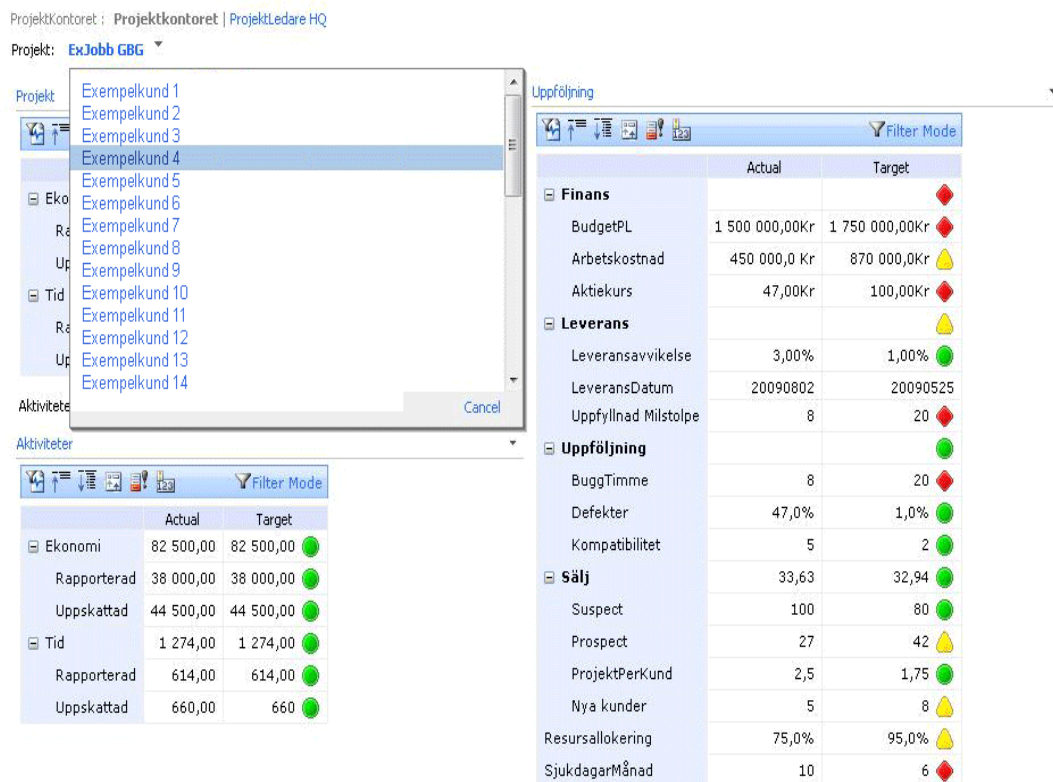 ProjektKontoret : Projektkontoret | ProjektLedare HQ
Projekt: ExJobb GBG
Projekt
Exempelkund 1
Exempelkund 2
Exempelkund 3
Exempelkund 4
Exempelkund 5
Exempelkund 6
Exempelkund 7
Exempelkund 8
Exempelkund 9
Exempelkund 10
Exempelkund 11
Exempelkund 12
Exempelkund 13
Exempelkund 14
Cancel
Eko
Ra
Up
Tid
Ra
Up
Aktivitete
Aktiviteter
Filter Mode
Actual Target
Ekonomi 82 500,00 82 500,00
Rapporterad 38 000,00 38 000,00
Uppskattad 44 500,00 44 500,00
Tid 1 274,00 1 274,00
Rapporterad 614,00 614,00
Uppskattad 660,00 660
Uppföljning
Filter Mode
Actual Target
Finans
BudgetPL 1 500 000,00Kr 1 750 000,00Kr
Arbetskostnad 450 000,0 Kr 870 000,0Kr
Aktiekurs 47,00Kr 100,00Kr
Leverans
Leveransavvikelse 3,00% 1,00%
LeveransDatum 20090802 20090525
Uppfyllnad Milstolpe 8 20
Uppföljning
BuggTimme 8 20
Defekter 47,0% 1,0%
Kompatibilitet 5 2
Sälj 33,63 32,94
Suspect 100 80
Prospect 27 42
ProjektPerKund 2,5 1,75
Nya kunder 5 8
Resursallokering 75,0% 95,0%
SjukdagarMånad 10 6